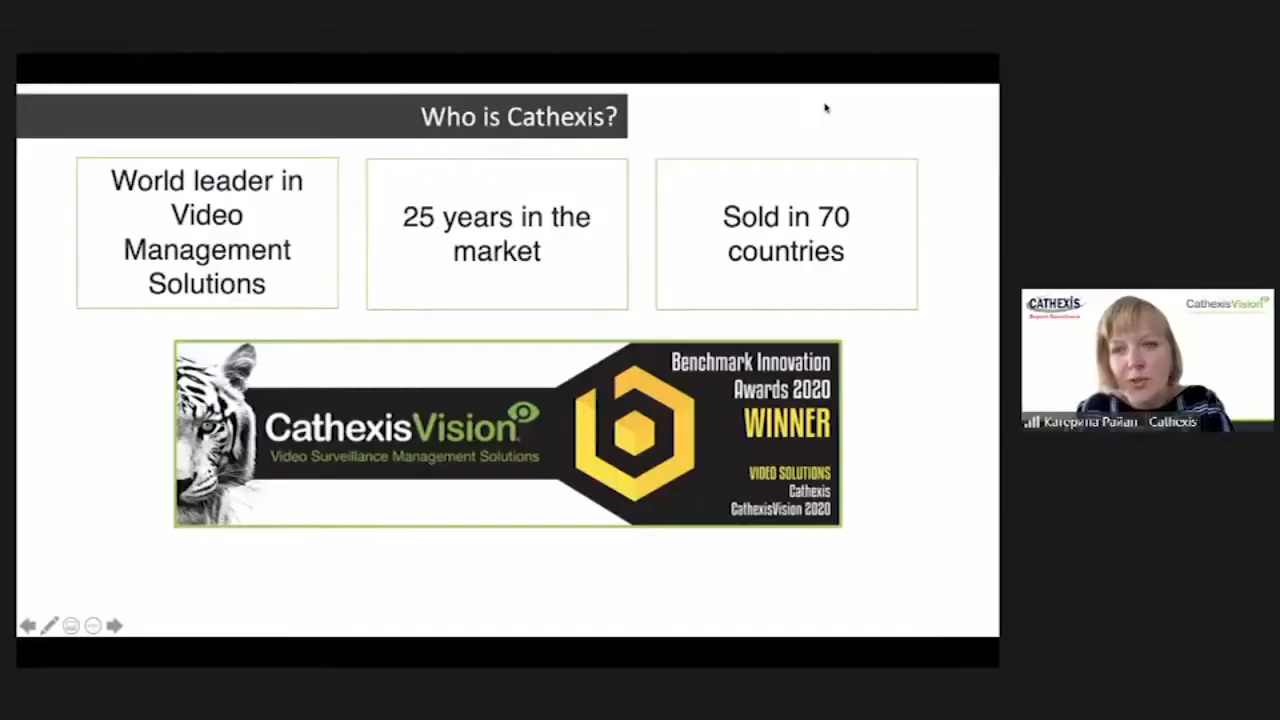 Who is Cathexis?
World leader in
Video
Management
Solutions
25 years in the
market
Sold in 70
countries
CathexisVision
Video Surveillance Management Solutions
Benchmark Innovation
Awards 2020
WINNER
VIDEO SOLUTIONS
Cathexis
CathexisVision 2020
CATHEXIS
CathexisVision
Катерина Райан _ Cathexis